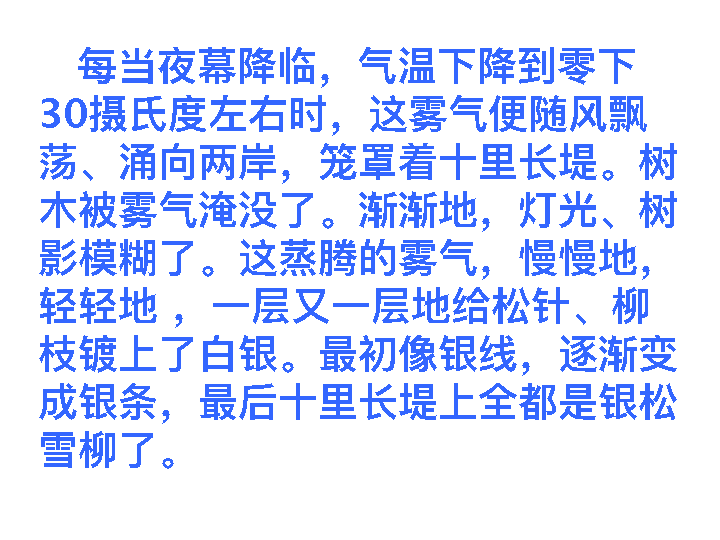 每当夜幕降临，气温下降到零下
30摄氏度左右时，这雾气便随风飘
荡、涌向两岸，笼罩着十里长堤。树
木被雾气淹没了。渐渐地，灯光、树
影模糊了。这蒸腾的雾气，慢慢地，
轻轻地 ，一层又一层地给松针、柳
枝镀上了白银。最初像银线，逐渐变
成银条，最后十里长堤上全都是银松
雪柳了。